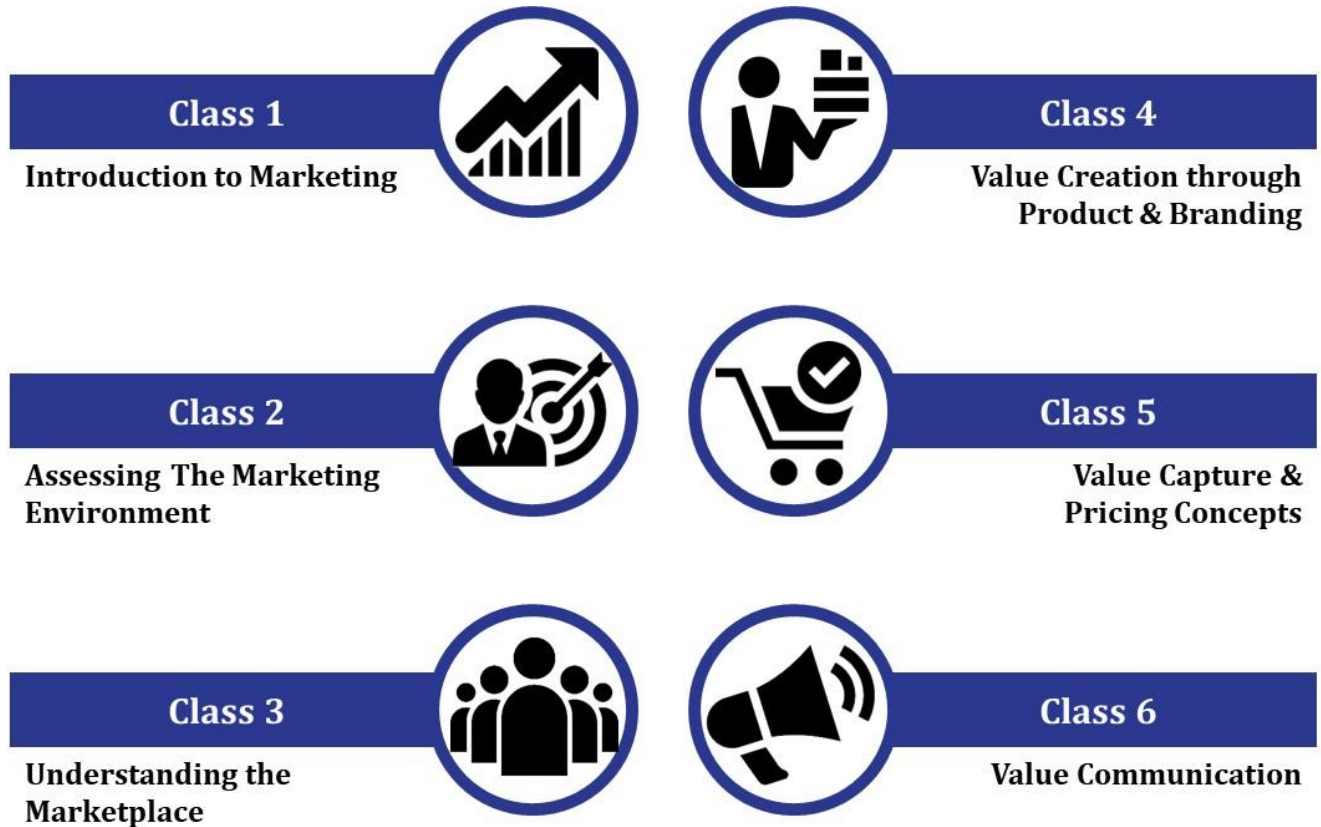 Class 1
Introduction to Marketing
Class 2
Assessing The Marketing
Environment
Class 3
Understanding the
Marketplace
Class 4
Value Creation through
Product & Branding
Class 5
Value Capture &
Pricing Concepts
Class 6
Value Communication